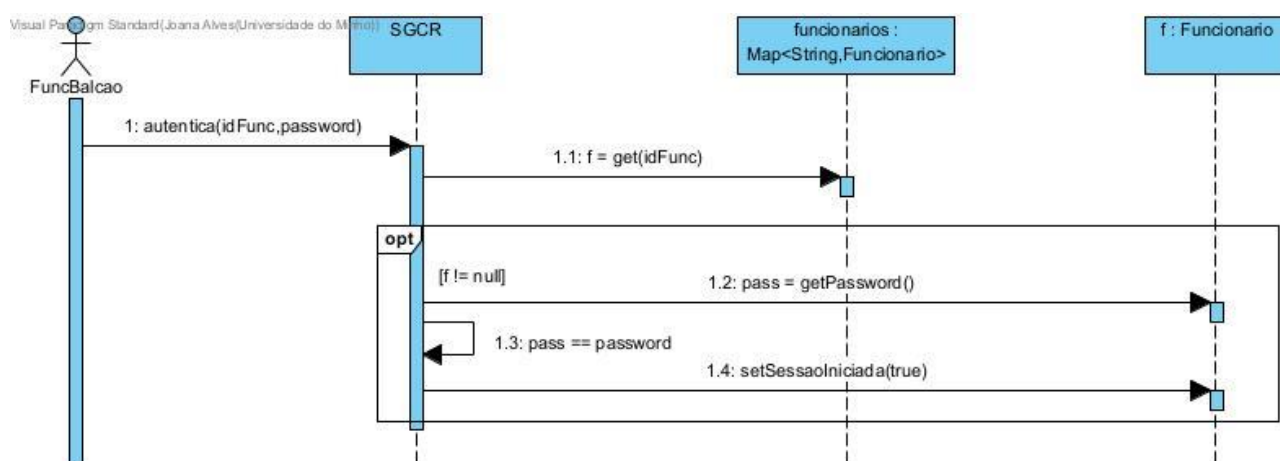 Visual Paradigm Standard(Joana Alves(Universidade do Minho))
SGCR
funcionarios :
Map<String,Funcionario>
f : Funcionario
FuncBalcao
1: autentica(idFunc,password)
1.1: f = get(idFunc)
opt
[f != null]
1.2: pass = getPassword()
1.3: pass == password
1.4: setSessaoIniciada(true)